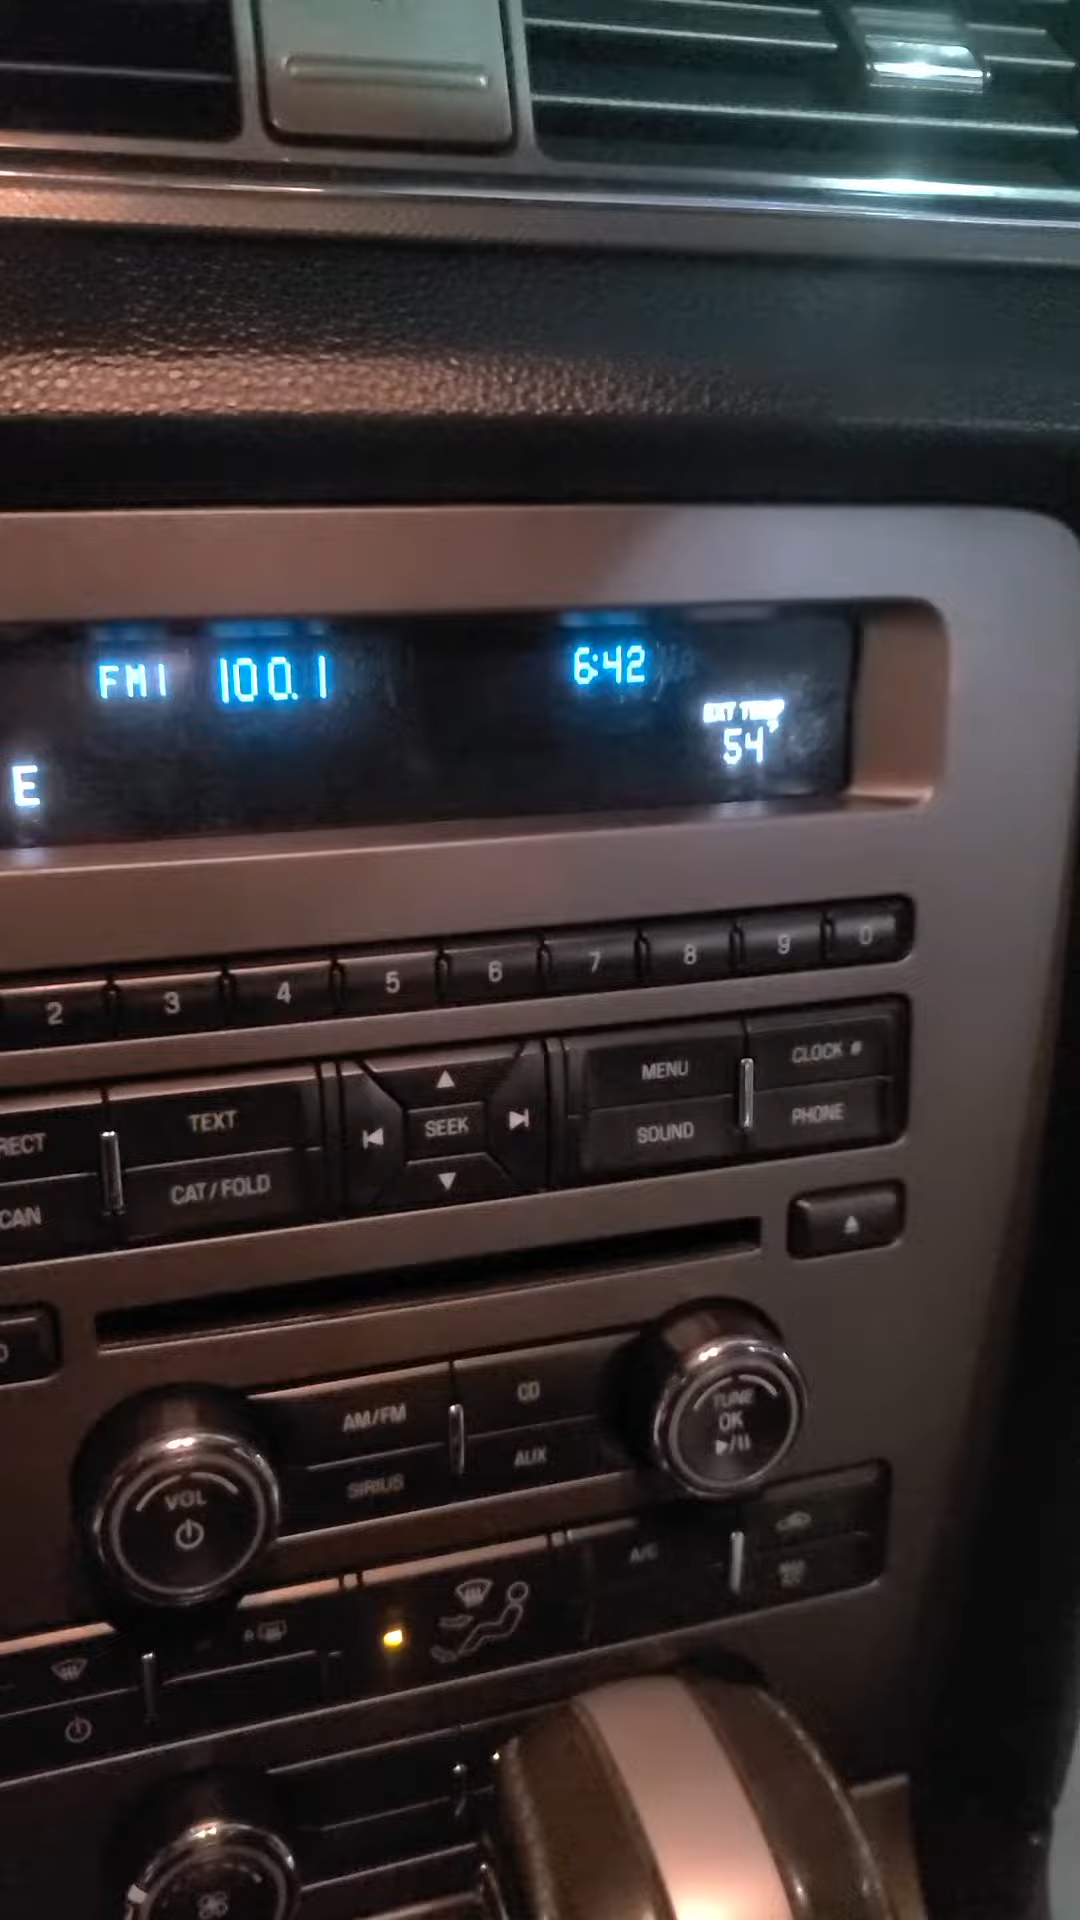 FM1 100.1 6:42
EXT TEMP
54°
E
2 3 4 5 6 7 8 9 0
RECT TEXT SEEK MENU CLOCK #
CAN CAT/FOLD SOUND PHONE
AM/FM CD
SIRIUS AUX
VOL
TUNE
OK
A/C
R